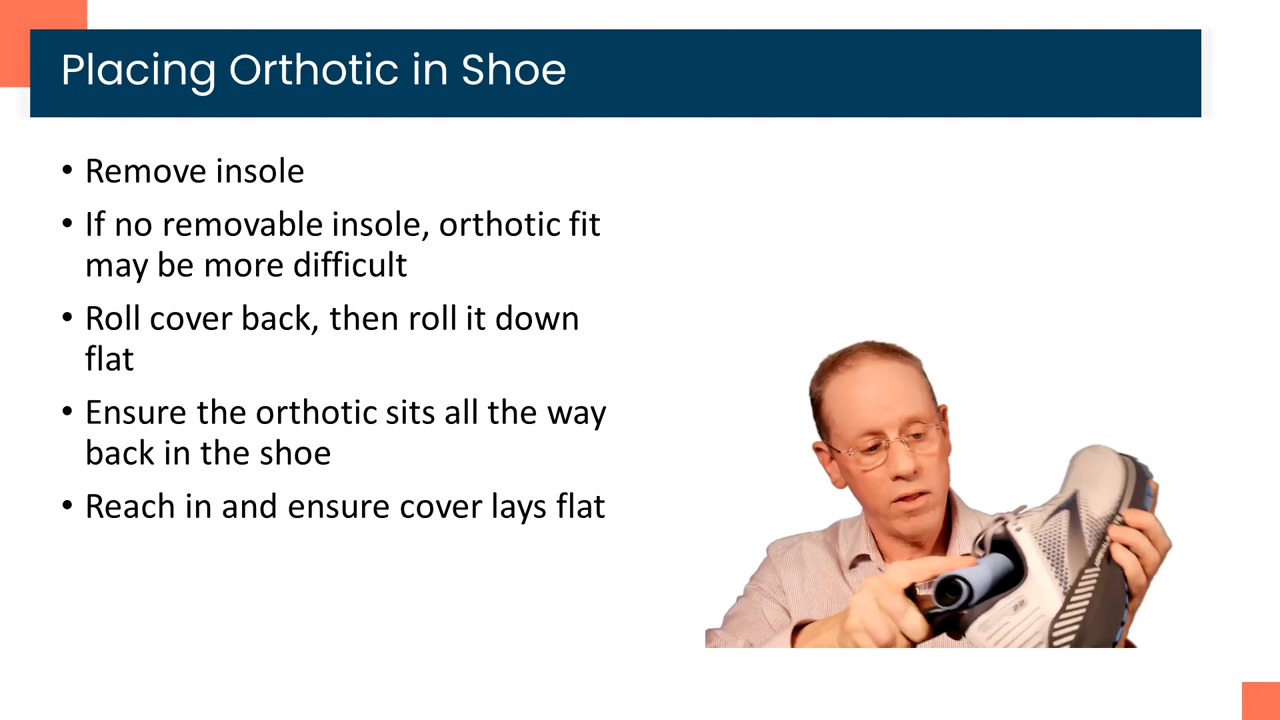 Placing Orthotic in Shoe
• Remove insole
• If no removable insole, orthotic fit
may be more difficult
• Roll cover back, then roll it down
flat
• Ensure the orthotic sits all the way
back in the shoe
• Reach in and ensure cover lays flat